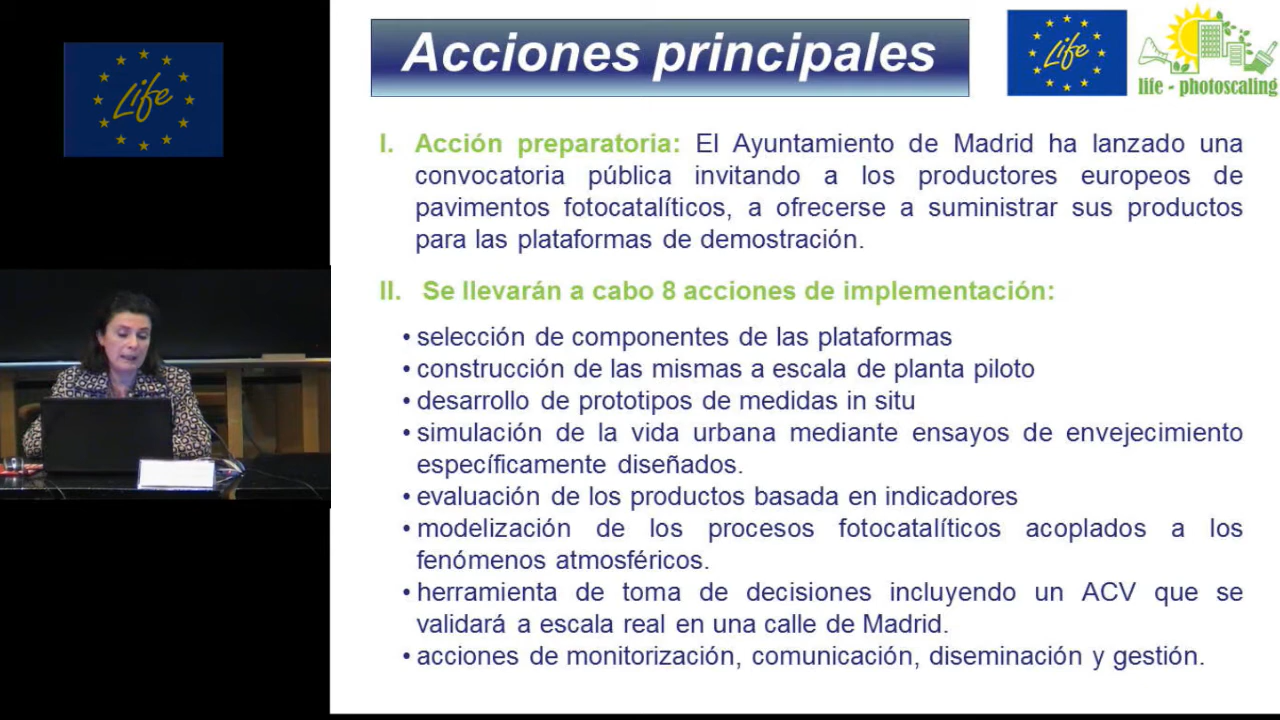 Life
Acciones principales
Life
life - photoscaling
I. Acción preparatoria: El Ayuntamiento de Madrid ha lanzado una
convocatoria pública invitando a los productores europeos de
pavimentos fotocatalíticos, a ofrecerse a suministrar sus productos
para las plataformas de demostración.
II. Se llevarán a cabo 8 acciones de implementación:
• selección de componentes de las plataformas
• construcción de las mismas a escala de planta piloto
• desarrollo de prototipos de medidas in situ
• simulación de la vida urbana mediante ensayos de envejecimiento
específicamente diseñados.
• evaluación de los productos basada en indicadores
• modelización de los procesos fotocatalíticos acoplados a los
fenómenos atmosféricos.
• herramienta de toma de decisiones incluyendo un ACV que se
validará a escala real en una calle de Madrid.
• acciones de monitorización, comunicación, diseminación y gestión.